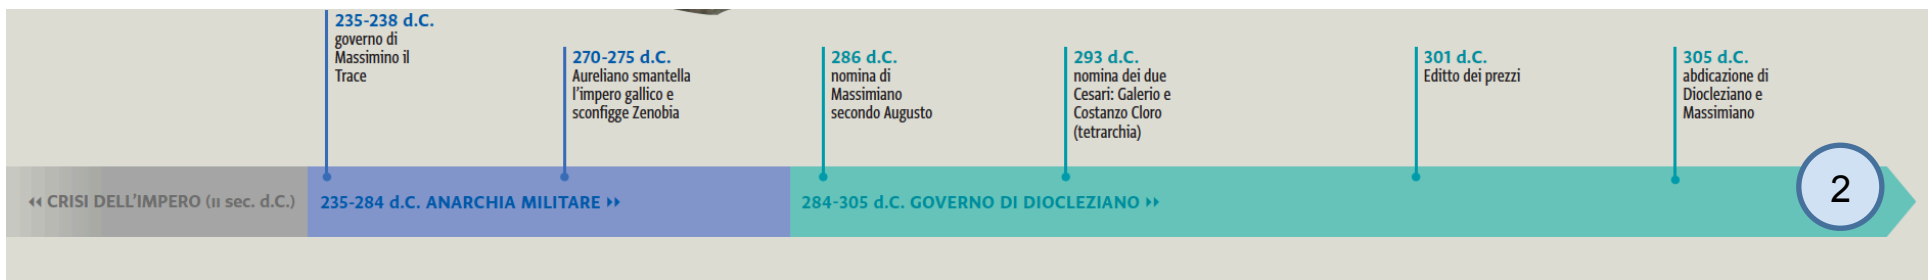 235-238 d.C.
governo di
Massimino il
Trace
270-275 d.C.
Aureliano smantella
l'impero gallico e
sconfigge Zenobia
286 d.C.
nomina di
Massimiano
secondo Augusto
293 d.C.
nomina dei due
Cesari: Galerio e
Costanzo Cloro
(tetrarchia)
301 d.C.
Editto dei prezzi
305 d.C.
abdicazione di
Diocleziano e
Massimiano
CRISI DELL'IMPERO (II sec. d.C.)
235-284 d.C. ANARCHIA MILITARE
284-305 d.C. GOVERNO DI DIOCLEZIANO
2